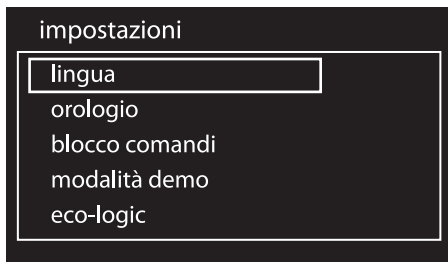 impostazioni
lingua
orologio
blocco comandi
modalità demo
eco-logic